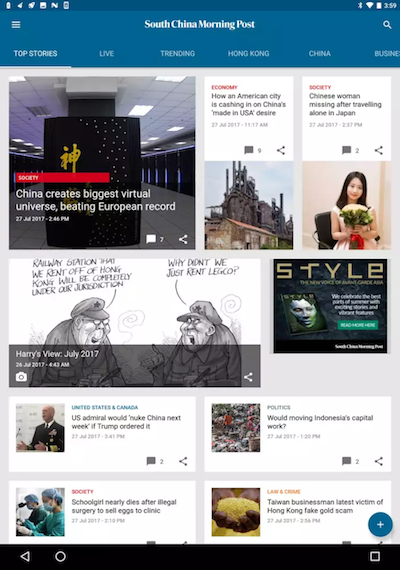 3:59
South China Morning Post
TOP STORIES
LIVE
TRENDING
HONG KONG
CHINA
BUSINE
神
SOCIETY
China creates biggest virtual
universe, beating European record
27 Jul 2017 - 2:46 PM
7
ECONOMY
How an American city
is cashing in on China's
'made in USA' desire
27 Jul 2017 - 11:17 AM
9
SOCIETY
Chinese woman
missing after travelling
alone in Japan
27 Jul 2017 - 2:57 PM
2
RAILWAY STATION THAT
WE RENT OFF OF HONG
KONG WILL BE COMPLETELY
UNDER OUR JURISDICTION
WHY DIDN'T WE
JUST RENT LEGCO?
Harry's View: July 2017
26 Jul 2017 - 4:43 AM
STYLE
THE NEW VOICE OF AVANT-GARDE ASIA
We celebrate the best
parts of summer with
exciting stories and
vibrant features
READ MORE HERE
South China Morning Post
UNITED STATES & CANADA
US admiral would 'nuke China next
week' if Trump ordered it
27 Jul 2017 - 3:41 PM
2
POLITICS
Would moving Indonesia's capital
work?
27 Jul 2017 - 1:20 PM
2
SOCIETY
Schoolgirl nearly dies after illegal
surgery to sell eggs to clinic
27 Jul 2017 - 2:10 PM
LAW & CRIME
Taiwan businessman latest victim of
Hong Kong fake gold scam
27 Jul 2017 - 2:56 PM